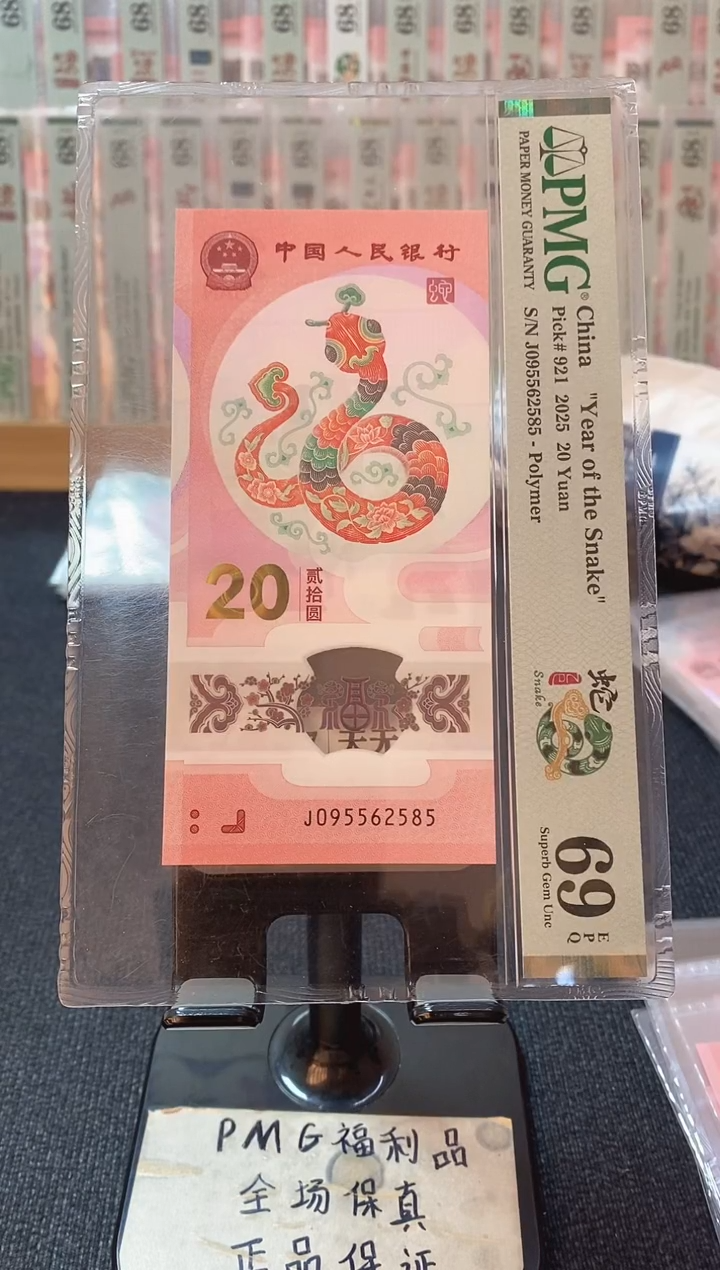 中国人民银行
蛇
20
贰拾圆
福
J095562585
PMG®
PAPER MONEY GUARANTY
China "Year of the Snake"
Pick# 921 2025 20 Yuan
S/N J095562585 - Polymer
蛇
Snake
69
EPQ
Superb Gem Unc
PMG福利品
全场保真
正品保证